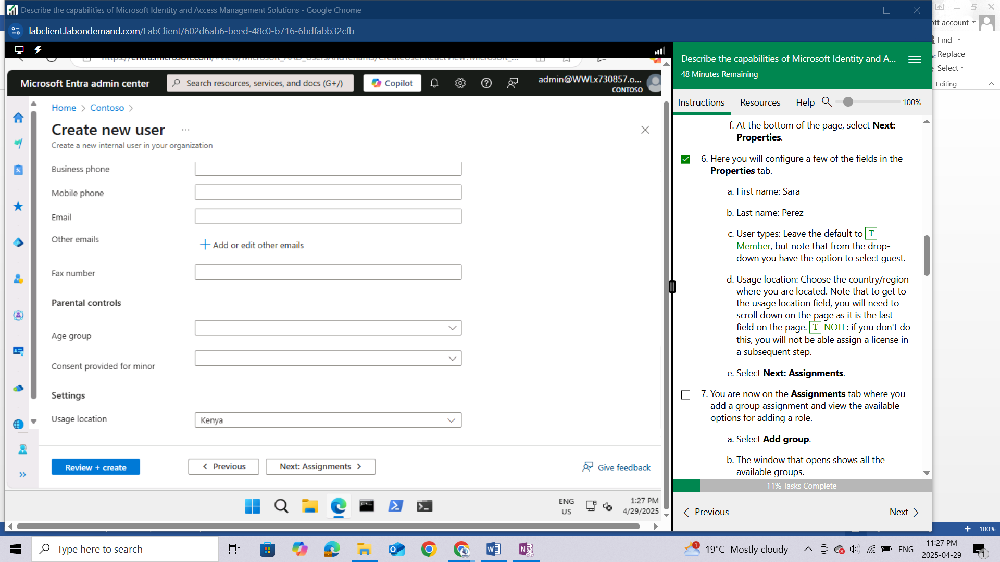 Describe the capabilities of Microsoft Identity and Access Management Solutions - Google Chrome
labclient.labondemand.com/LabClient/602d6ab6-beed-48c0-b716-6bdfabb32cfb
Microsoft Entra admin center
Search resources, services, and docs (G+/)
Copilot
admin@WWLx730857.o...
CONTOSO
Home > Contoso >
Create new user ...
Create a new internal user in your organization
Business phone
Mobile phone
Email
Other emails
Add or edit other emails
Fax number
Parental controls
Age group
Consent provided for minor
Settings
Usage location
Kenya
Review + create
< Previous
Next: Assignments >
Give feedback
ENG
US
1:27 PM
4/29/2025
Describe the capabilities of Microsoft Identity and A...
48 Minutes Remaining
Instructions
Resources
Help
100%
f. At the bottom of the page, select Next:
Properties.
6. Here you will configure a few of the fields in the
Properties tab.
a. First name: Sara
b. Last name: Perez
c. User types: Leave the default to T
Member, but note that from the drop-
down you have the option to select guest.
d. Usage location: Choose the country/region
where you are located. Note that to get to
the usage location field, you will need to
scroll down on the page as it is the last
field on the page. T NOTE: if you don't do
this, you will not be able assign a license in
a subsequent step.
e. Select Next: Assignments.
7. You are now on the Assignments tab where you
add a group assignment and view the available
options for adding a role.
a. Select Add group.
b. The window that opens shows all the
available groups.
11% Tasks Complete
< Previous
Next >
account
Find
Replace
Select
Editing
100%
Type here to search
19°C Mostly cloudy
ENG
11:27 PM
2025-04-29
1
1